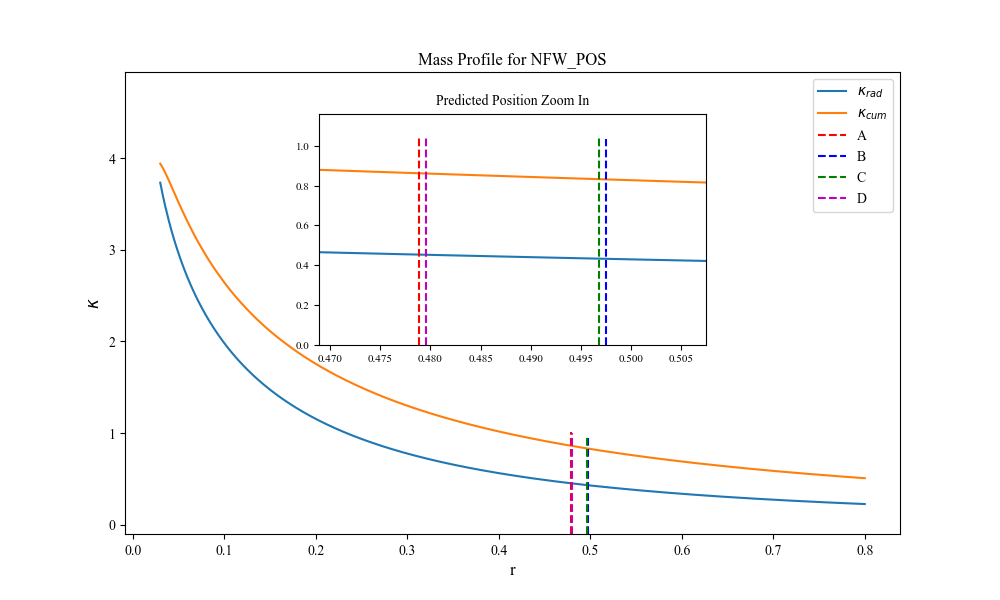 Mass Profile for NFW_POS
Predicted Position Zoom In
κ_rad
κ_cum
A
B
C
D
1.0
0.8
0.6
0.4
0.2
0.0
0.470 0.475 0.480 0.485 0.490 0.495 0.500 0.505
4
3
2
1
0
κ
0.0 0.1 0.2 0.3 0.4 0.5 0.6 0.7 0.8
r